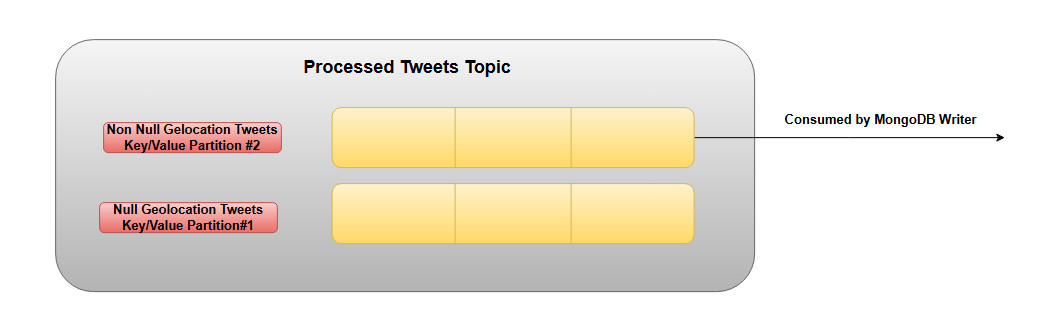 Processed Tweets Topic
Non Null Gelocation Tweets
Key/Value Partition #2
Consumed by MongoDB Writer
Null Geolocation Tweets
Key/Value Partition#1